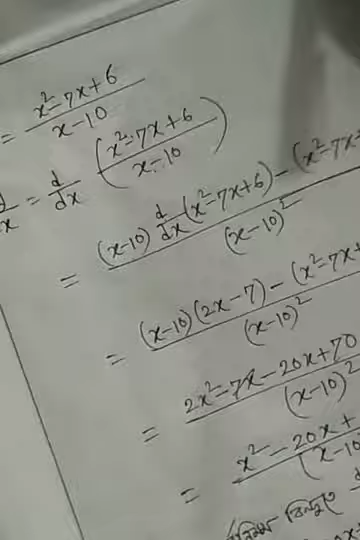 = x²-7x+6 / x-10
d/dx = d/dx (x²-7x+6 / x-10)
= (x-10) d/dx (x²-7x+6) - (x²-7x / (x-10)²
= (x-10)(2x-7) - (x²-7x+ / (x-10)²
= 2x²-7x-20x+70 / (x-10)²
= x²-20x+ / (x-10
বিন্দুতে